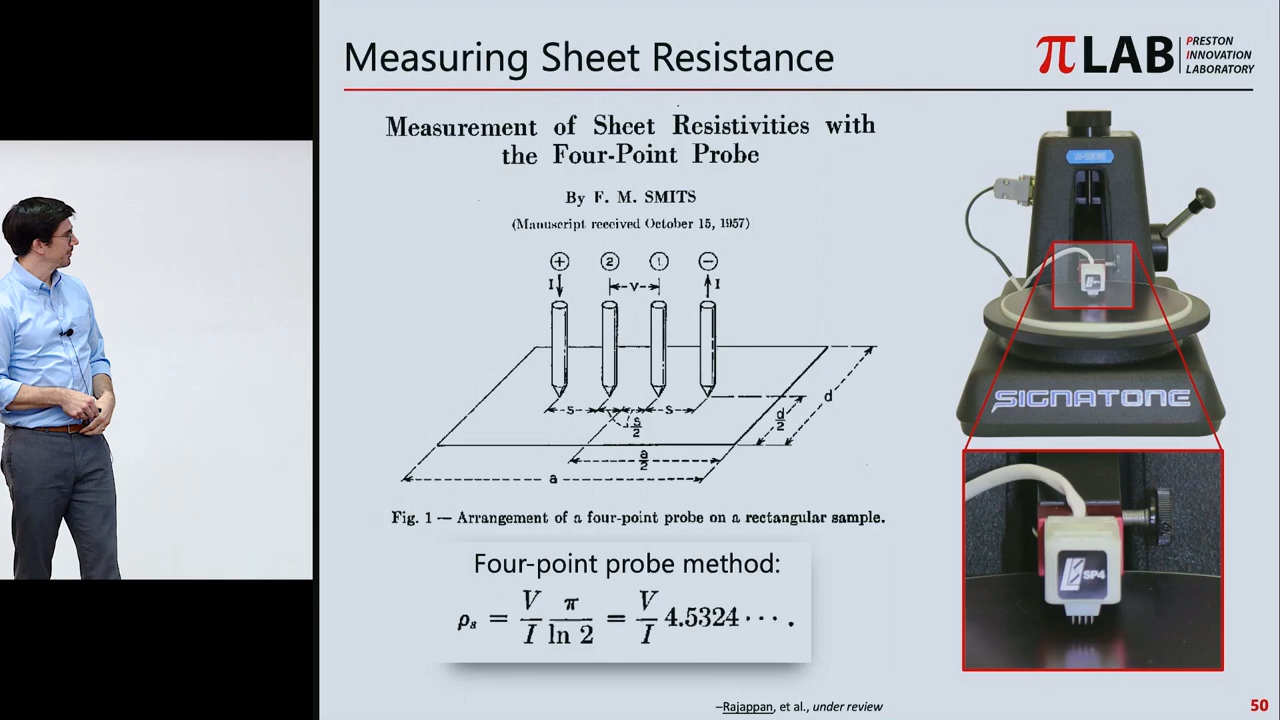 Measuring Sheet Resistance
πLAB
PRESTON
INNOVATION
LABORATORY
Measurement of Sheet Resistivities with
the Four-Point Probe
By F. M. SMITS
(Manuscript received October 15, 1957)
+ 2 1 −
I V I
s s/2 s
d/2 d
a/2
a
Fig. 1 — Arrangement of a four-point probe on a rectangular sample.
Four-point probe method:
ρs = V/I π/ln 2 = V/I 4.5324 · · · .
SIGNATONE
SP4
–Rajappan, et al., under review
50